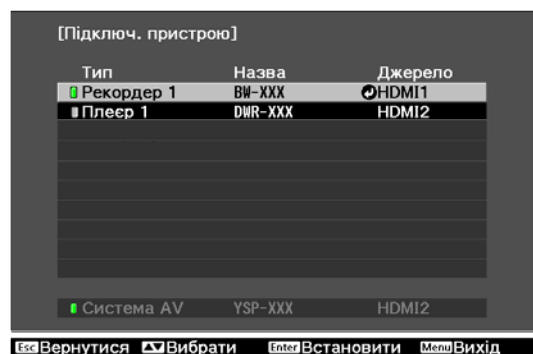 [Підключ. пристрою]
Тип Назва Джерело
Рекордер 1 BW-XXX HDMI1
Плеєр 1 DWR-XXX HDMI2
Система AV YSP-XXX HDMI2
Esc Вернутися Вибрати Enter Встановити Menu Вихід